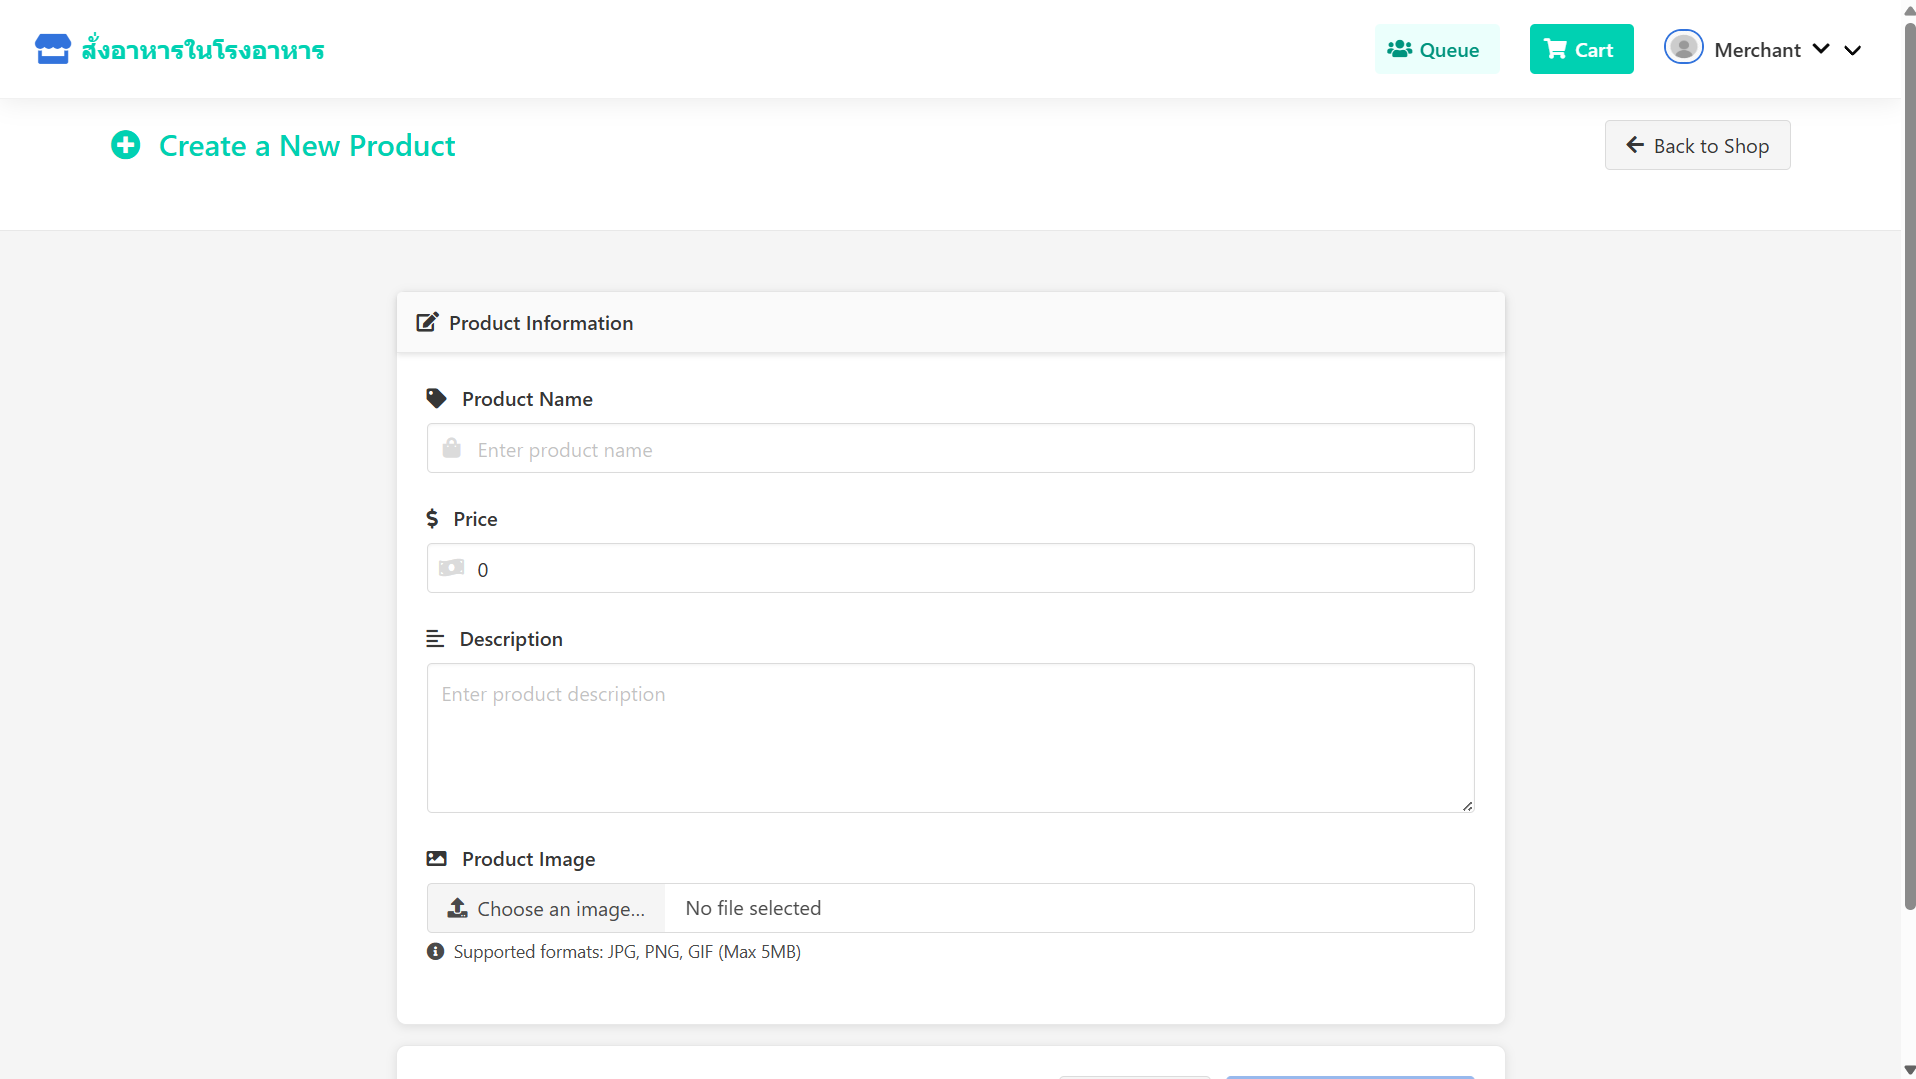 สั่งอาหารในโรงอาหาร
Queue
Cart
Merchant
Create a New Product
Back to Shop
Product Information
Product Name
Enter product name
Price
0
Description
Enter product description
Product Image
Choose an image...
No file selected
Supported formats: JPG, PNG, GIF (Max 5MB)